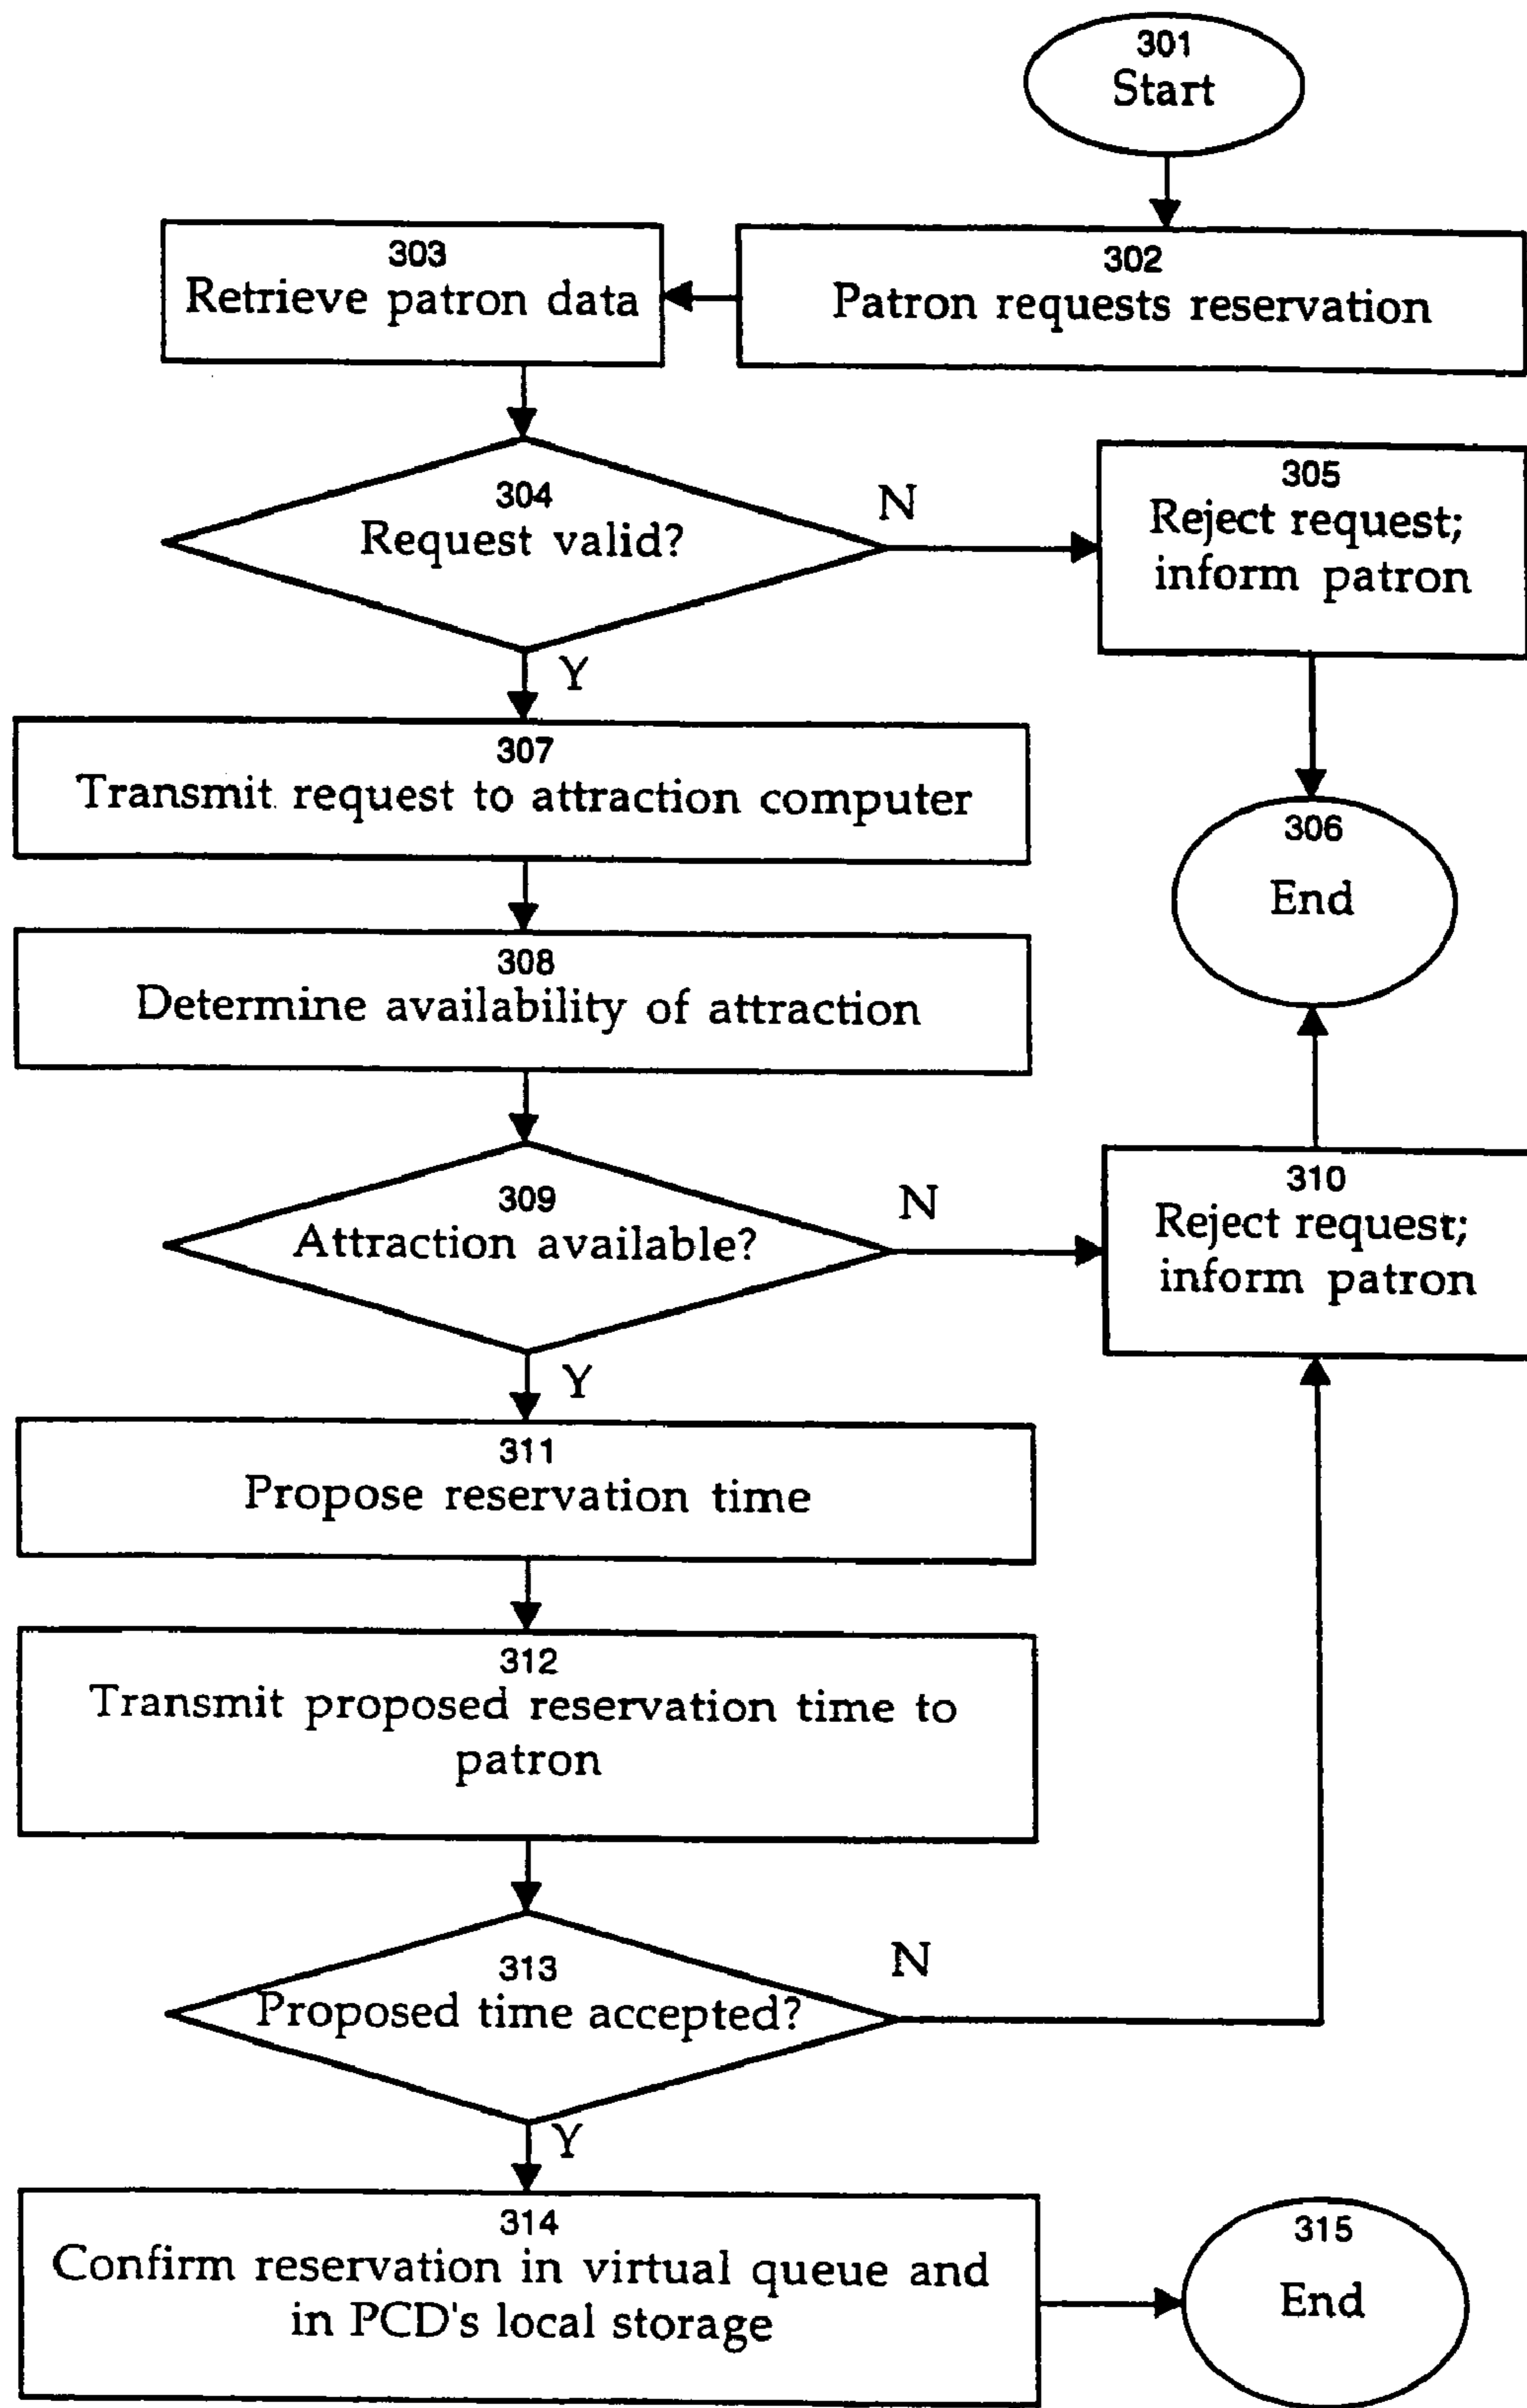 301
Start
303
Retrieve patron data
302
Patron requests reservation
304
Request valid?
N
305
Reject request;
inform patron
Y
307
Transmit request to attraction computer
306
End
308
Determine availability of attraction
309
Attraction available?
N
310
Reject request;
inform patron
Y
311
Propose reservation time
312
Transmit proposed reservation time to
patron
313
Proposed time accepted?
N
Y
314
Confirm reservation in virtual queue and
in PCD's local storage
315
End